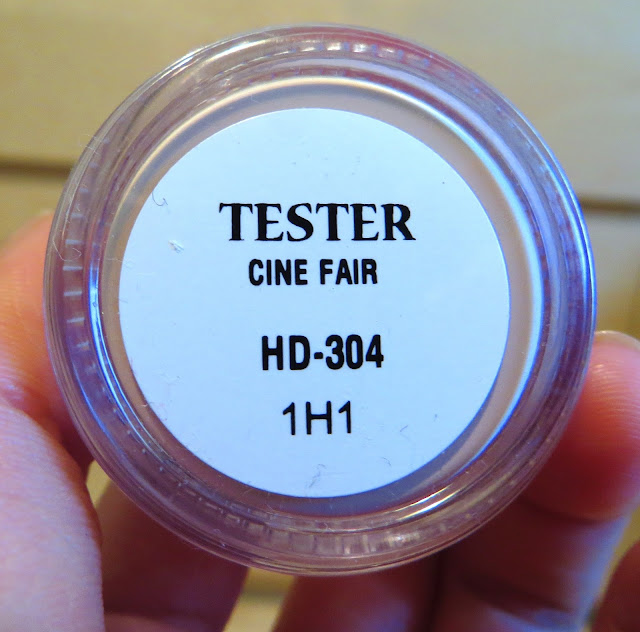 TESTER
CINE FAIR
HD-304
1H1